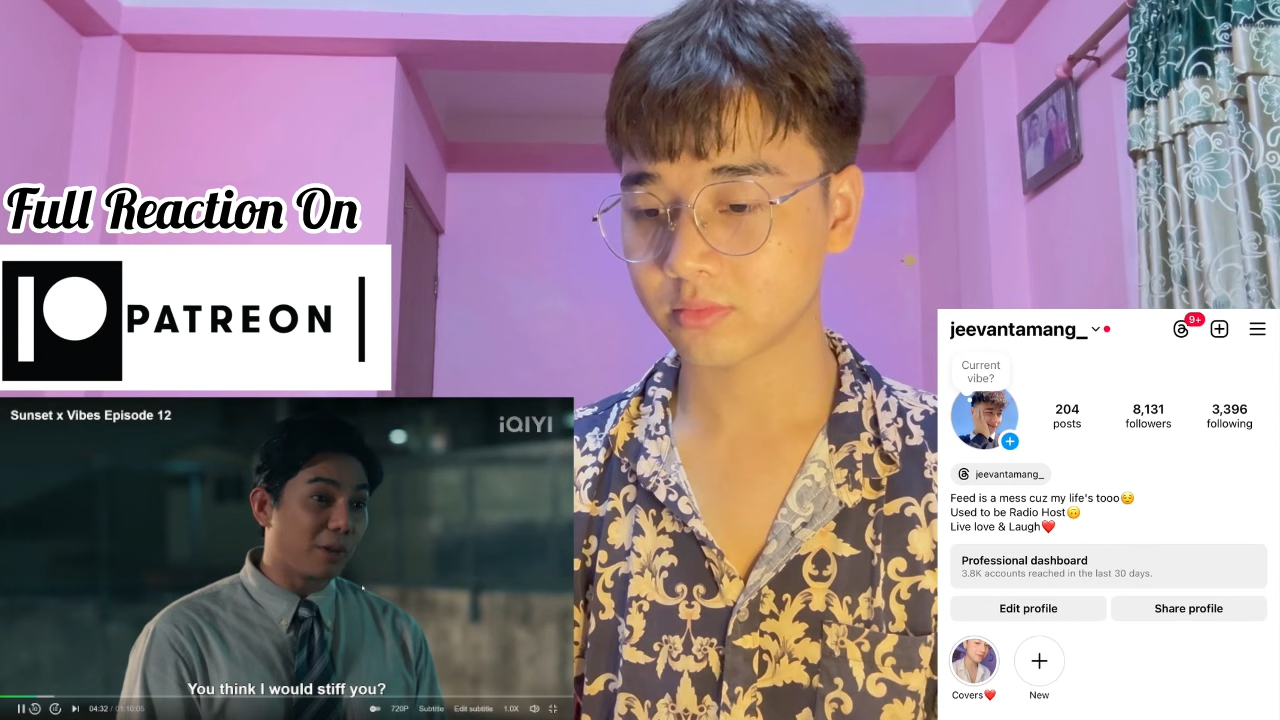 Full Reaction On
PATREON
Sunset x Vibes Episode 12
iQIYI
You think I would stiff you?
04:32 / 01:10:05
720P Subtitle Edit subtitle 1.0X
jeevantamang_
9+
Current
vibe?
204 8,131 3,396
posts followers following
jeevantamang_
Feed is a mess cuz my life's tooo😔
Used to be Radio Host🙃
Live love & Laugh❤️
Professional dashboard
3.8K accounts reached in the last 30 days.
Edit profile Share profile
Covers❤️ New